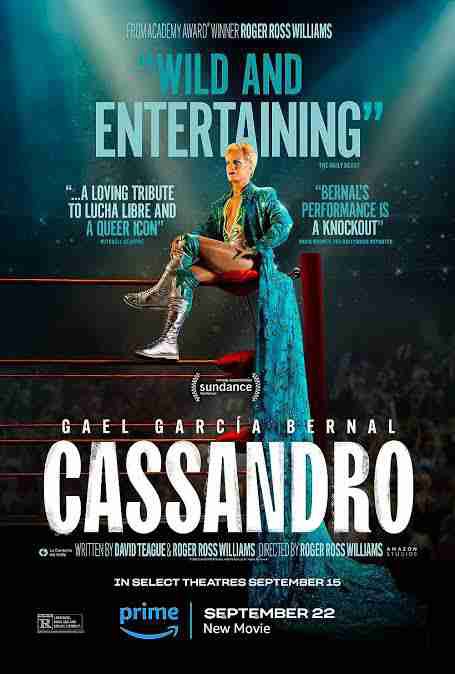 FROM ACADEMY AWARD® WINNER ROGER ROSS WILLIAMS
"WILD AND
ENTERTAINING"
THE DAILY BEAST
"...A LOVING TRIBUTE
TO LUCHA LIBRE AND
A QUEER ICON"
"BERNAL'S
PERFORMANCE IS
A KNOCKOUT"
sundance
GAEL GARCÍA BERNAL
CASSANDRO
WRITTEN BY DAVID TEAGUE & ROGER ROSS WILLIAMS DIRECTED BY ROGER ROSS WILLIAMS
AMAZON
STUDIOS
IN SELECT THEATRES SEPTEMBER 15
R
prime
SEPTEMBER 22
New Movie